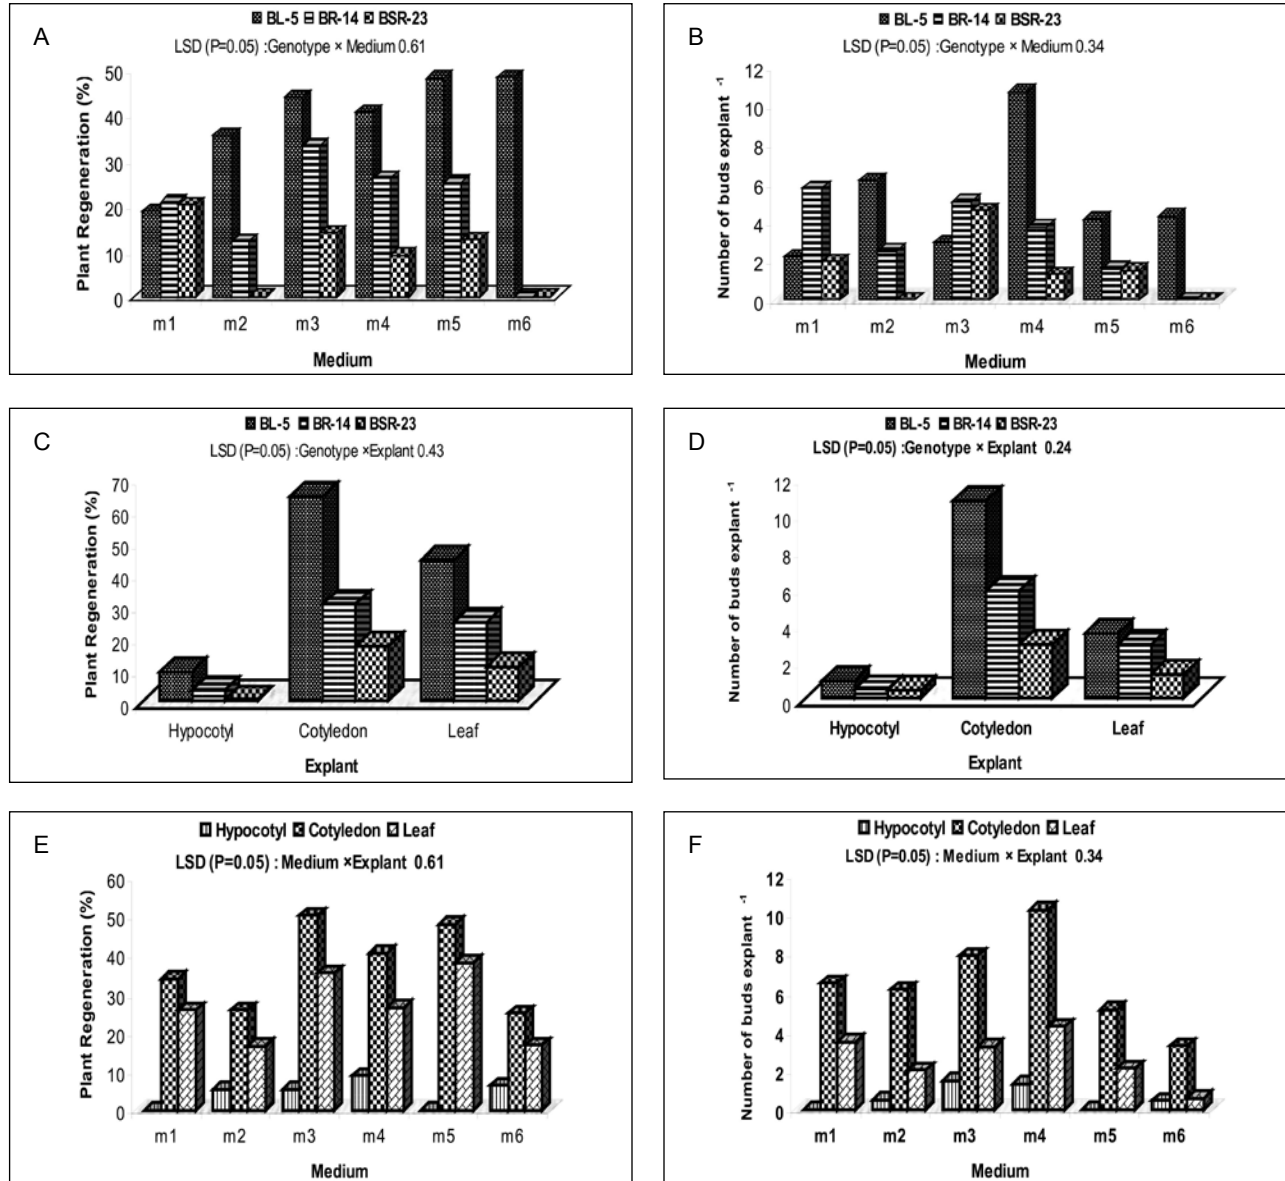 A
BL-5 BR-14 BSR-23
LSD (P=0.05) :Genotype × Medium 0.61
Plant Regeneration (%)
50
40
30
20
10
0
m1 m2 m3 m4 m5 m6
Medium
B
BL-5 BR-14 BSR-23
LSD (P=0.05) :Genotype × Medium 0.34
Number of buds explant -1
12
10
8
6
4
2
0
m1 m2 m3 m4 m5 m6
Medium
C
BL-5 BR-14 BSR-23
LSD (P=0.05) :Genotype ×Explant 0.43
Plant Regeneration (%)
70
60
50
40
30
20
10
0
Hypocotyl Cotyledon Leaf
Explant
D
BL-5 BR-14 BSR-23
LSD (P=0.05) :Genotype × Explant 0.24
Number of buds explant -1
12
10
8
6
4
2
0
Hypocotyl Cotyledon Leaf
Explant
E
Hypocotyl Cotyledon Leaf
LSD (P=0.05) : Medium ×Explant 0.61
Plant Regeneration (%)
60
50
40
30
20
10
0
m1 m2 m3 m4 m5 m6
Medium
F
Hypocotyl Cotyledon Leaf
LSD (P=0.05) : Medium × Explant 0.34
Number of buds explant -1
12
10
8
6
4
2
0
m1 m2 m3 m4 m5 m6
Medium